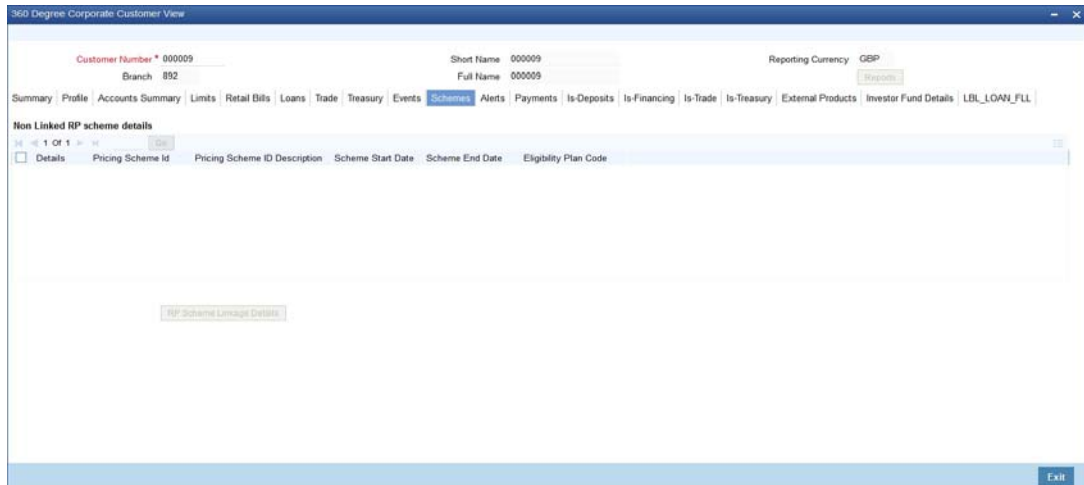 360 Degree Corporate Customer View
Customer Number * 000009 Short Name 000009 Reporting Currency GBP
Branch 892 Full Name 000009 Reports
Summary Profile Accounts Summary Limits Retail Bills Loans Trade Treasury Events Schemes Alerts Payments Is-Deposits Is-Financing Is-Trade Is-Treasury External Products Investor Fund Details LBL_LOAN_FLL
Non Linked RP scheme details
1 Of 1 Go
Details Pricing Scheme Id Pricing Scheme ID Description Scheme Start Date Scheme End Date Eligibility Plan Code
RP Scheme Linkage Details
Exit